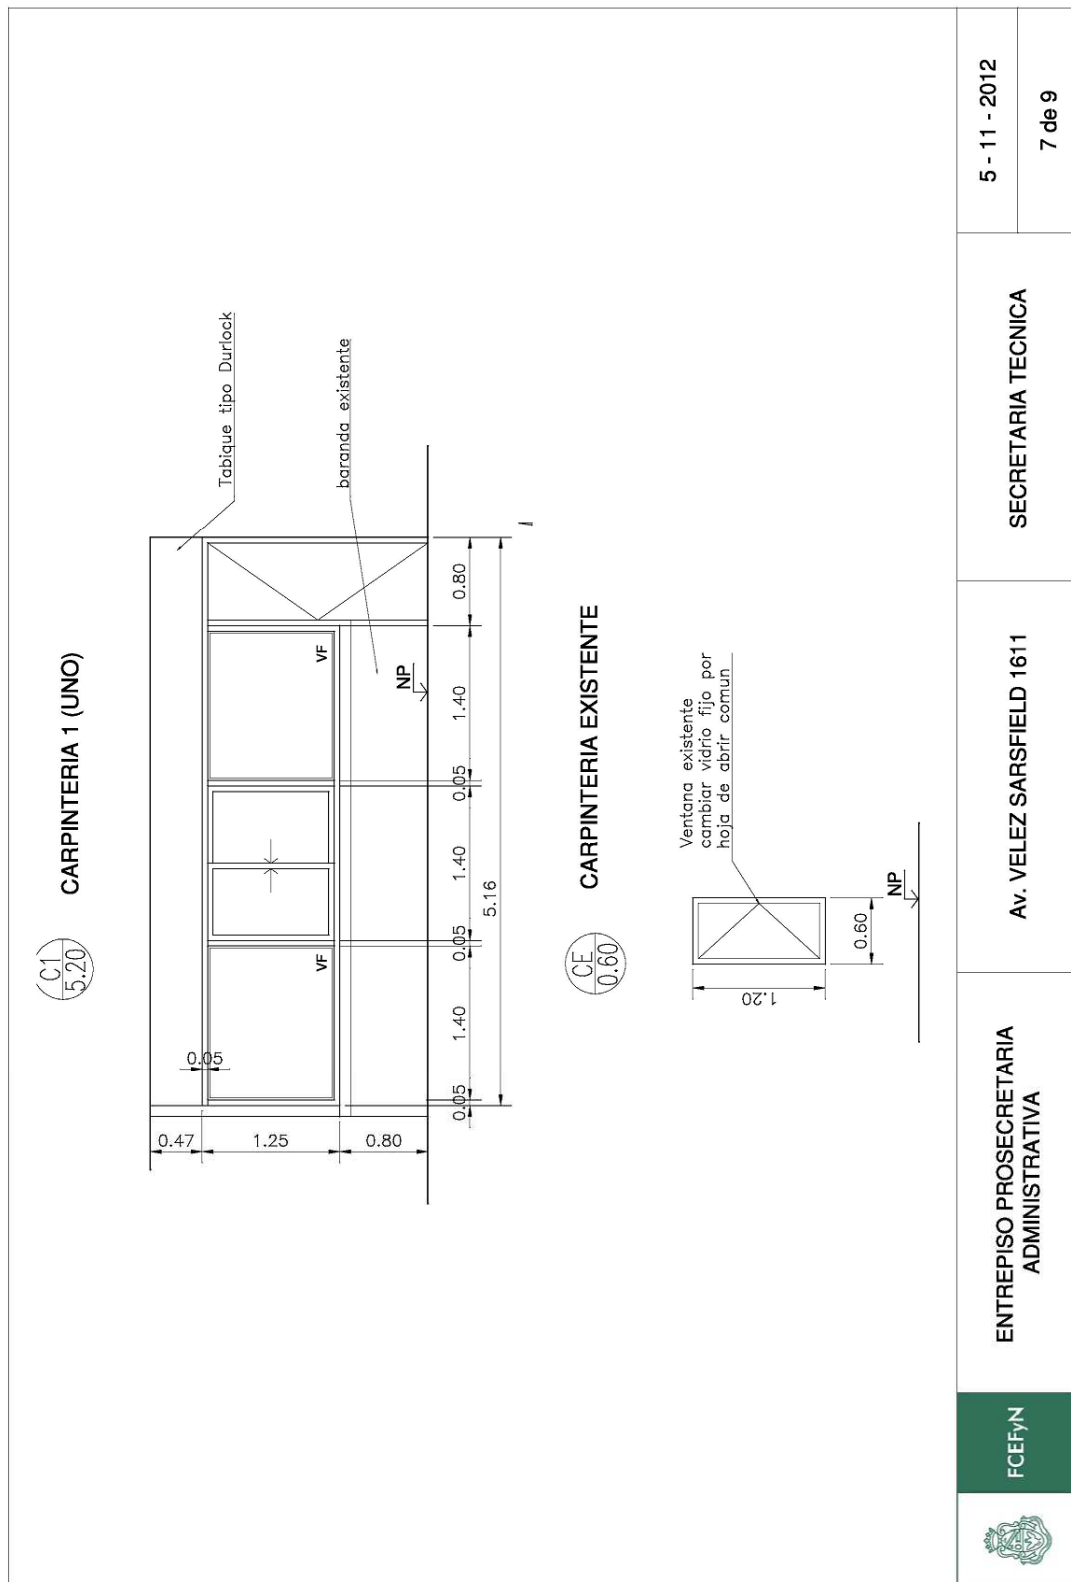 C1
5.20
CARPINTERIA 1 (UNO)
Tabique tipo Durlock
baranda existente
0.05
VF
VF
NP
0.47
1.25
0.80
0.05
1.40
0.05
1.40
0.05
1.40
0.80
5.16
CE
0.60
CARPINTERIA EXISTENTE
Ventana existente
cambiar vidrio fijo por
hoja de abrir comun
1.20
0.60
NP
FCEFyN
ENTREPISO PROSECRETARIA
ADMINISTRATIVA
Av. VELEZ SARSFIELD 1611
SECRETARIA TECNICA
5 - 11 - 2012
7 de 9